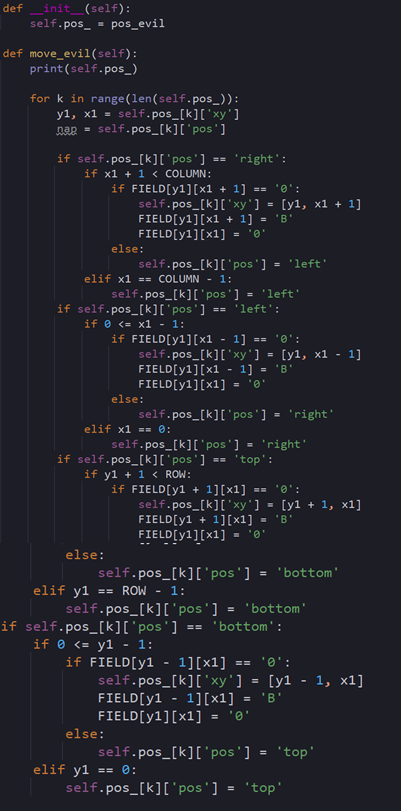 def __init__(self):
    self.pos_ = pos_evil

def move_evil(self):
    print(self.pos_)

    for k in range(len(self.pos_)):
        y1, x1 = self.pos_[k]['xy']
        nap = self.pos_[k]['pos']

        if self.pos_[k]['pos'] == 'right':
            if x1 + 1 < COLUMN:
                if FIELD[y1][x1 + 1] == '0':
                    self.pos_[k]['xy'] = [y1, x1 + 1]
                    FIELD[y1][x1 + 1] = 'B'
                    FIELD[y1][x1] = '0'
                else:
                    self.pos_[k]['pos'] = 'left'
            elif x1 == COLUMN - 1:
                self.pos_[k]['pos'] = 'left'
        if self.pos_[k]['pos'] == 'left':
            if 0 <= x1 - 1:
                if FIELD[y1][x1 - 1] == '0':
                    self.pos_[k]['xy'] = [y1, x1 - 1]
                    FIELD[y1][x1 - 1] = 'B'
                    FIELD[y1][x1] = '0'
                else:
                    self.pos_[k]['pos'] = 'right'
            elif x1 == 0:
                self.pos_[k]['pos'] = 'right'
        if self.pos_[k]['pos'] == 'top':
            if y1 + 1 < ROW:
                if FIELD[y1 + 1][x1] == '0':
                    self.pos_[k]['xy'] = [y1 + 1, x1]
                    FIELD[y1 + 1][x1] = 'B'
                    FIELD[y1][x1] = '0'
                else:
                    self.pos_[k]['pos'] = 'bottom'
            elif y1 == ROW - 1:
                self.pos_[k]['pos'] = 'bottom'
        if self.pos_[k]['pos'] == 'bottom':
            if 0 <= y1 - 1:
                if FIELD[y1 - 1][x1] == '0':
                    self.pos_[k]['xy'] = [y1 - 1, x1]
                    FIELD[y1 - 1][x1] = 'B'
                    FIELD[y1][x1] = '0'
                else:
                    self.pos_[k]['pos'] = 'top'
            elif y1 == 0:
                self.pos_[k]['pos'] = 'top'